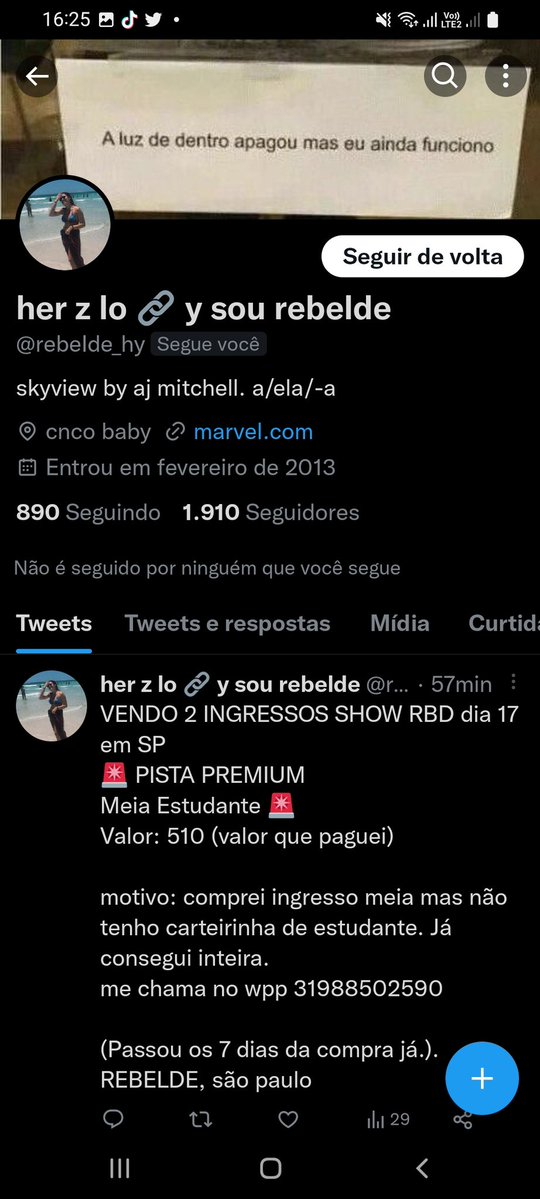 16:25
Vo))
LTE2
A luz de dentro apagou mas eu ainda funciono
Seguir de volta
her z lo 🔗 y sou rebelde
@rebelde_hy Segue você
skyview by aj mitchell. a/ela/-a
cnco baby marvel.com
Entrou em fevereiro de 2013
890 Seguindo 1.910 Seguidores
Não é seguido por ninguém que você segue
Tweets Tweets e respostas Mídia Curtid
her z lo 🔗 y sou rebelde @r... · 57min
VENDO 2 INGRESSOS SHOW RBD dia 17
em SP
🚨 PISTA PREMIUM
Meia Estudante 🚨
Valor: 510 (valor que paguei)
motivo: comprei ingresso meia mas não
tenho carteirinha de estudante. Já
consegui inteira.
me chama no wpp 31988502590
(Passou os 7 dias da compra já.).
REBELDE, são paulo
29